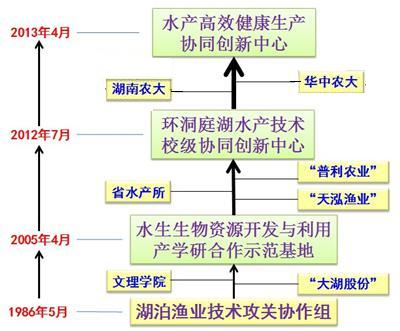 2013年4月
水产高效健康生产
协同创新中心
湖南农大
华中农大
2012年7月
环洞庭湖水产技术
校级协同创新中心
“普利农业”
省水产所
“天泓渔业”
2005年4月
水生生物资源开发与利用
产学研合作示范基地
文理学院
“大湖股份”
1986年5月
湖泊渔业技术攻关协作组